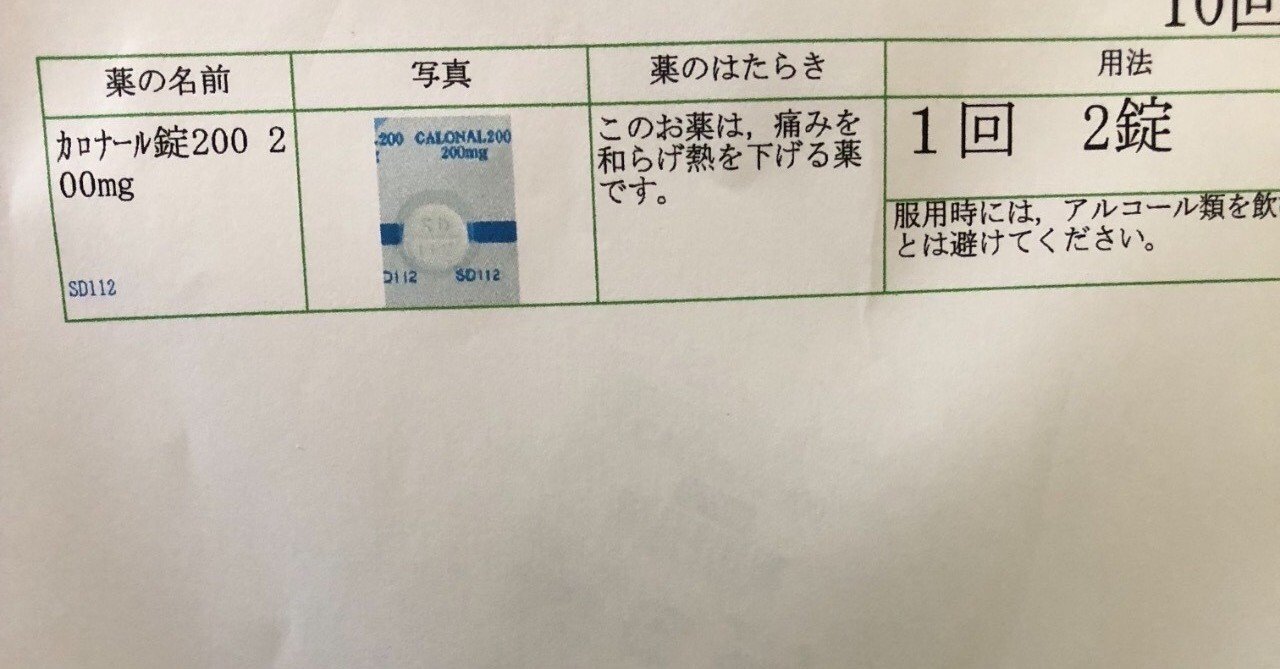 10回
薬の名前
写真
薬のはたらき
用法
ｶﾛﾅｰﾙ錠200 2
00mg
SD112
200 CALONAL200
200mg
D112 SD112
このお薬は，痛みを
和らげ熱を下げる薬
です。
1回 2錠
服用時には，アルコール類を飲
とは避けてください。